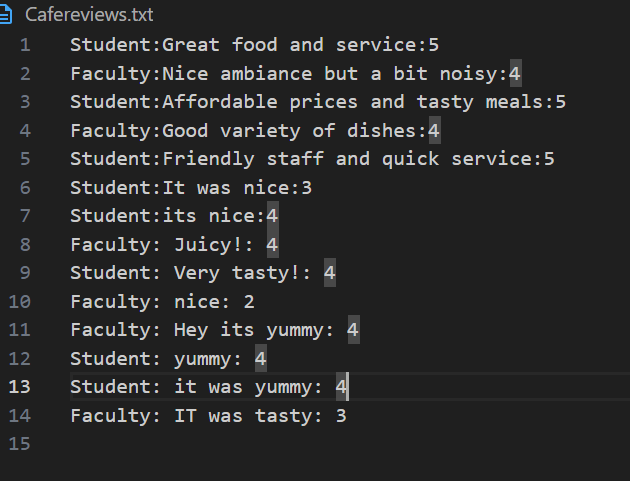 Cafereviews.txt
1 Student:Great food and service:5
2 Faculty:Nice ambiance but a bit noisy:4
3 Student:Affordable prices and tasty meals:5
4 Faculty:Good variety of dishes:4
5 Student:Friendly staff and quick service:5
6 Student:It was nice:3
7 Student:its nice:4
8 Faculty: Juicy!: 4
9 Student: Very tasty!: 4
10 Faculty: nice: 2
11 Faculty: Hey its yummy: 4
12 Student: yummy: 4
13 Student: it was yummy: 4
14 Faculty: IT was tasty: 3
15